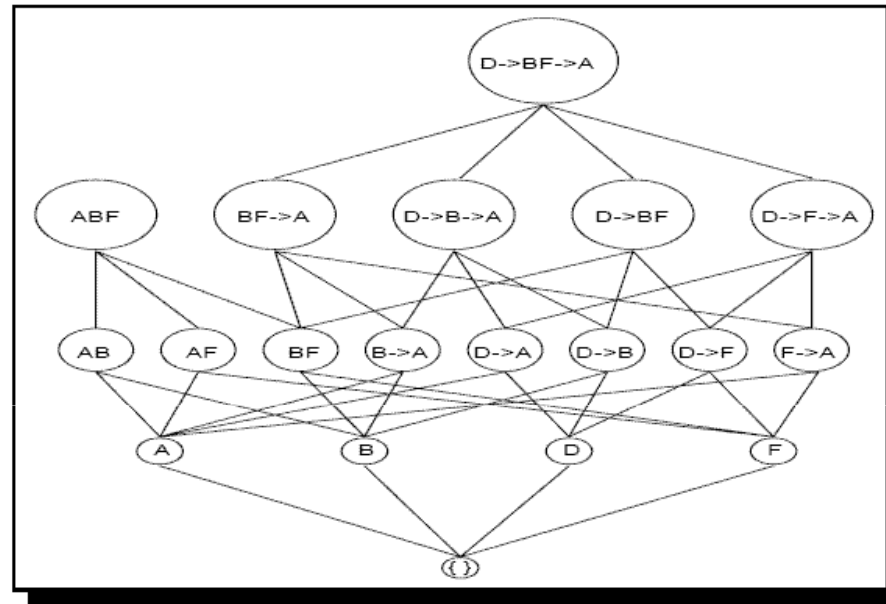 D->BF->A
ABF BF->A D->B->A D->BF D->F->A
AB AF BF B->A D->A D->B D->F F->A
A B D F
{ }